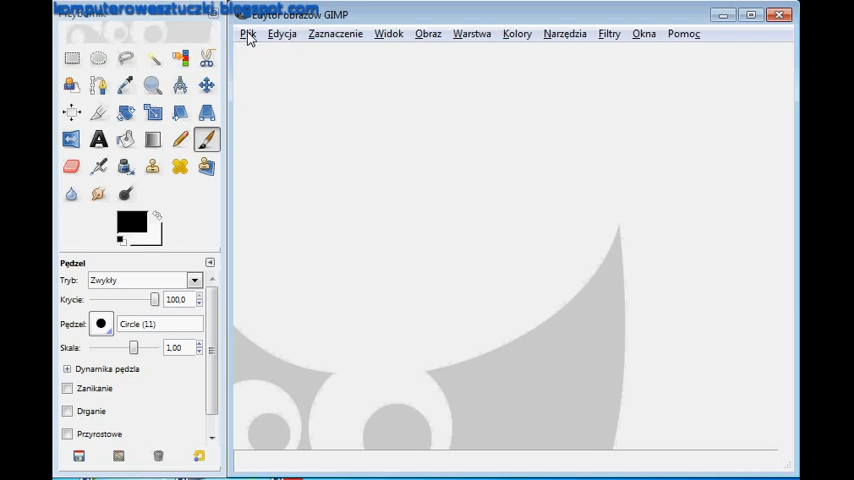 komputerowesztuczki.blogspot.com
Edytor obrazów GIMP
Plik Edycja Zaznaczenie Widok Obraz Warstwa Kolory Narzędzia Filtry Okna Pomoc
Pędzel
Tryb: Zwykły
Krycie: 100,0
Pędzel: Circle (11)
Skala: 1,00
Dynamika pędzla
Zanikanie
Drganie
Przyrostowe